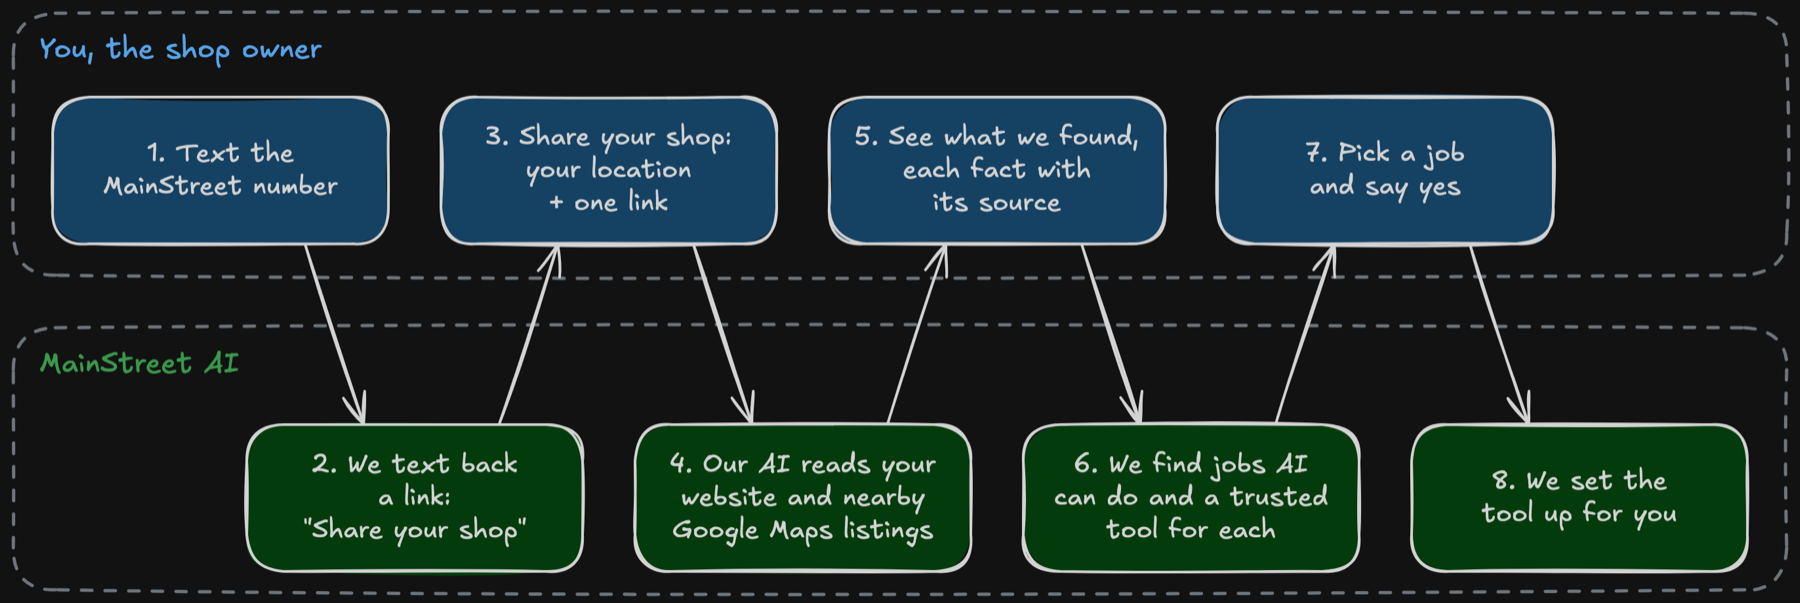 You, the shop owner
1. Text the
MainStreet number
3. Share your shop:
your location
+ one link
5. See what we found,
each fact with
its source
7. Pick a job
and say yes
MainStreet AI
2. We text back
a link:
"Share your shop"
4. Our AI reads your
website and nearby
Google Maps listings
6. We find jobs AI
can do and a trusted
tool for each
8. We set the
tool up for you